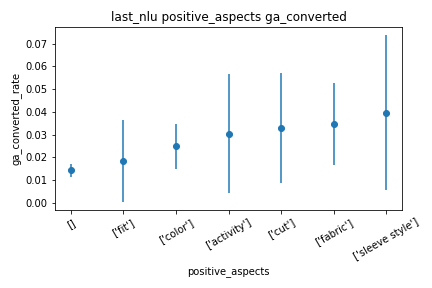 last_nlu positive_aspects ga_converted
0.07
0.06
0.05
0.04
0.03
0.02
0.01
0.00
ga_converted_rate
[]
['fit']
['color']
['activity']
['cut']
['fabric']
['sleeve style']
positive_aspects